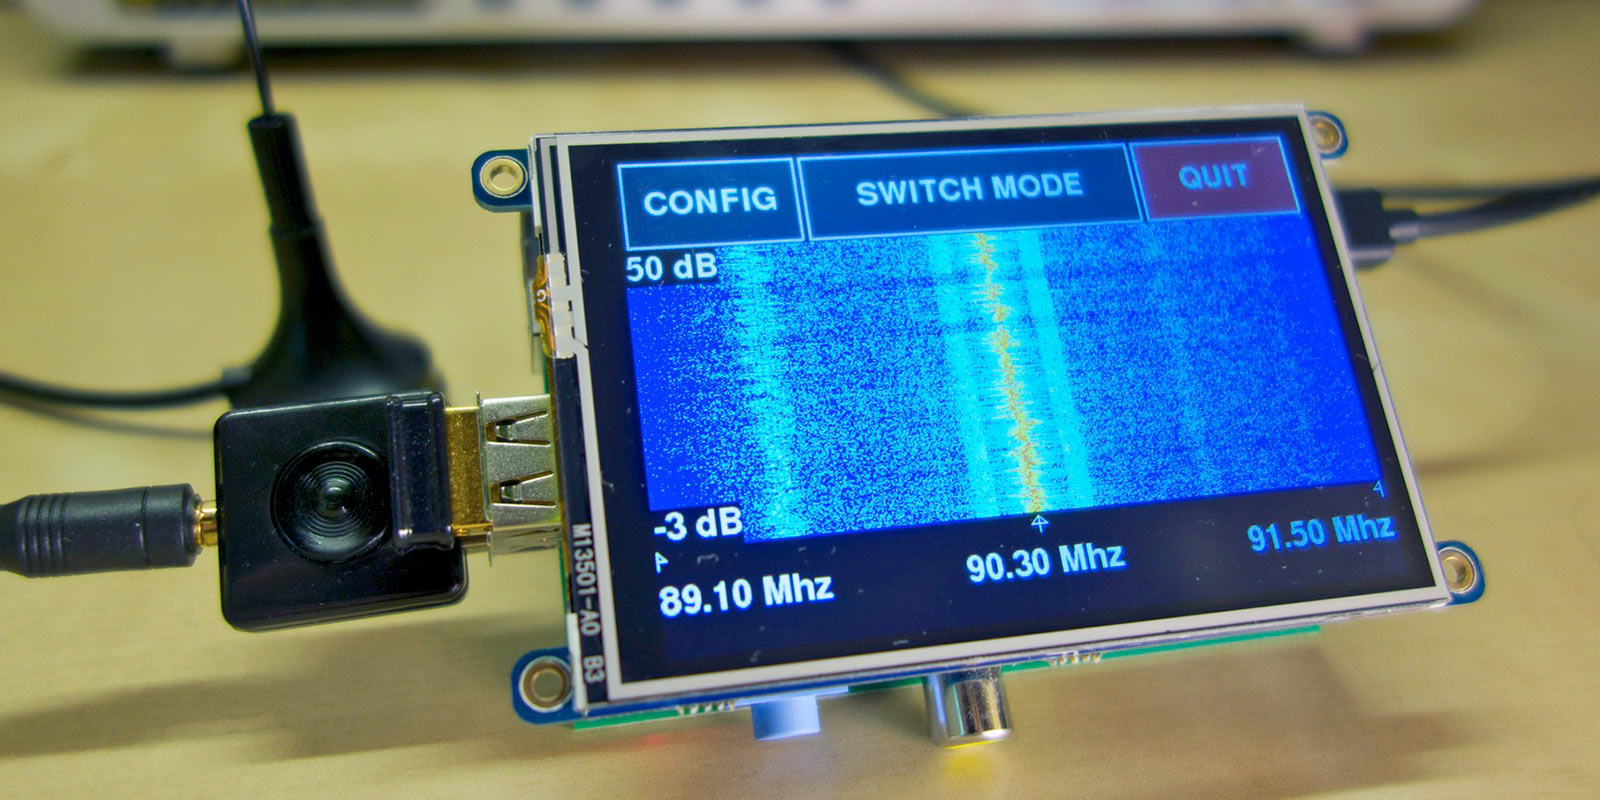 CONFIG
SWITCH MODE
QUIT
50 dB
-3 dB
89.10 Mhz
90.30 Mhz
91.50 Mhz
M13501-A0 B3